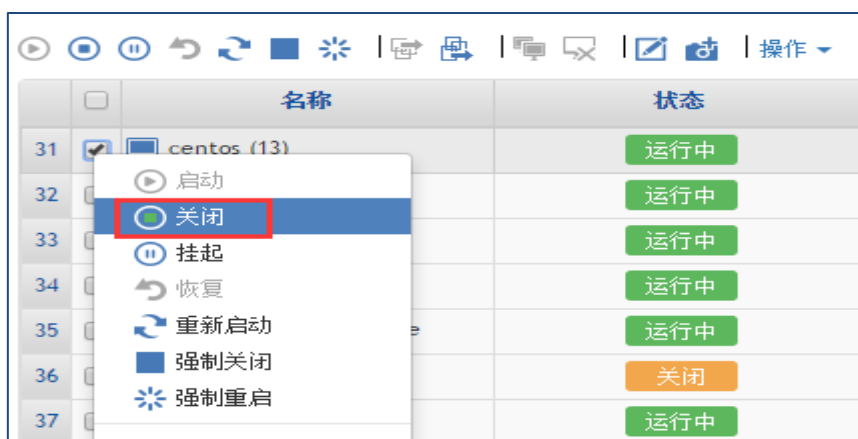 操作
名称 状态
31 centos (13) 运行中
启动
32 运行中
关闭
33 运行中
挂起
34 恢复 运行中
35 重新启动 e 运行中
36 强制关闭 关闭
强制重启
37 运行中